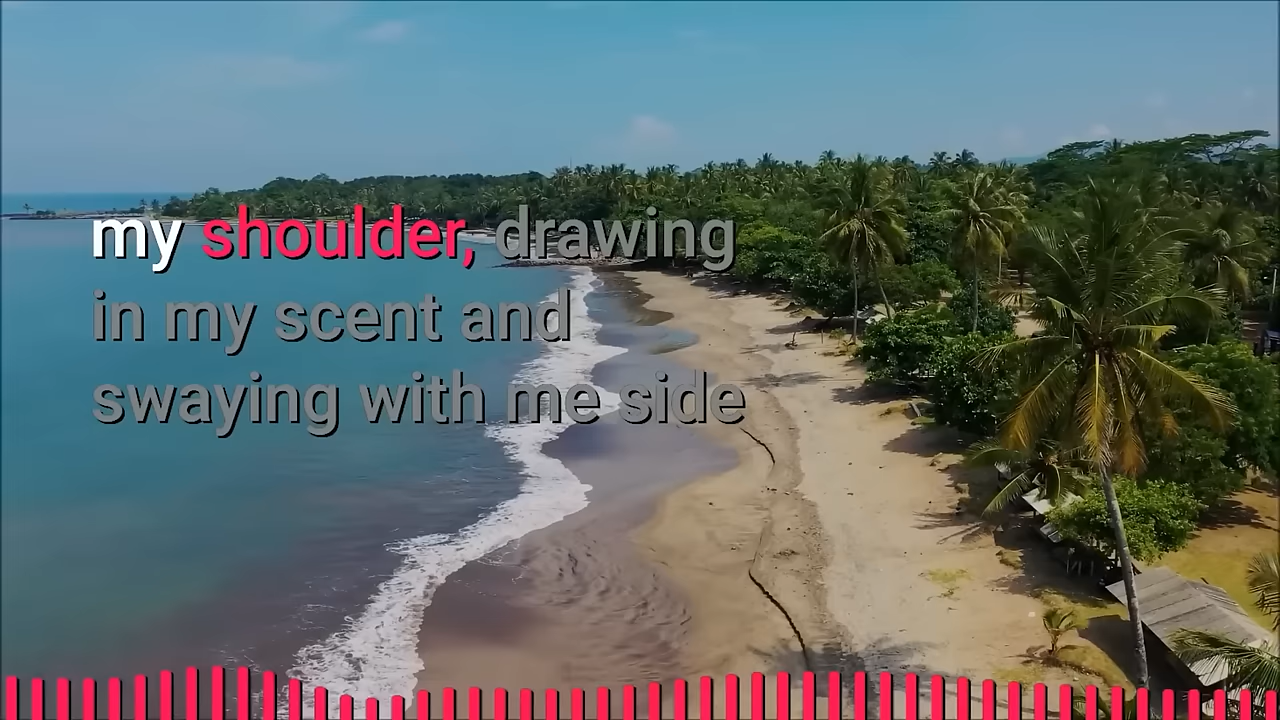 my shoulder, drawing
in my scent and
swaying with me side